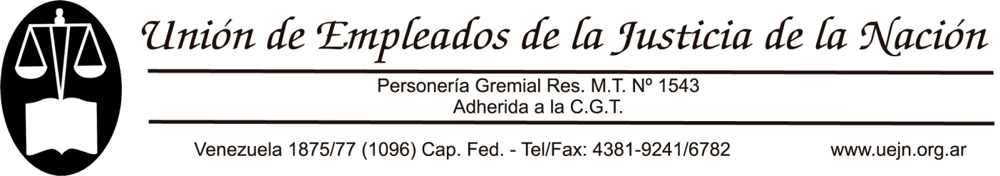 Unión de Empleados de la Justicia de la Nación
Personería Gremial Res. M.T. Nº 1543
Adherida a la C.G.T.
Venezuela 1875/77 (1096) Cap. Fed. - Tel/Fax: 4381-9241/6782 www.uejn.org.ar